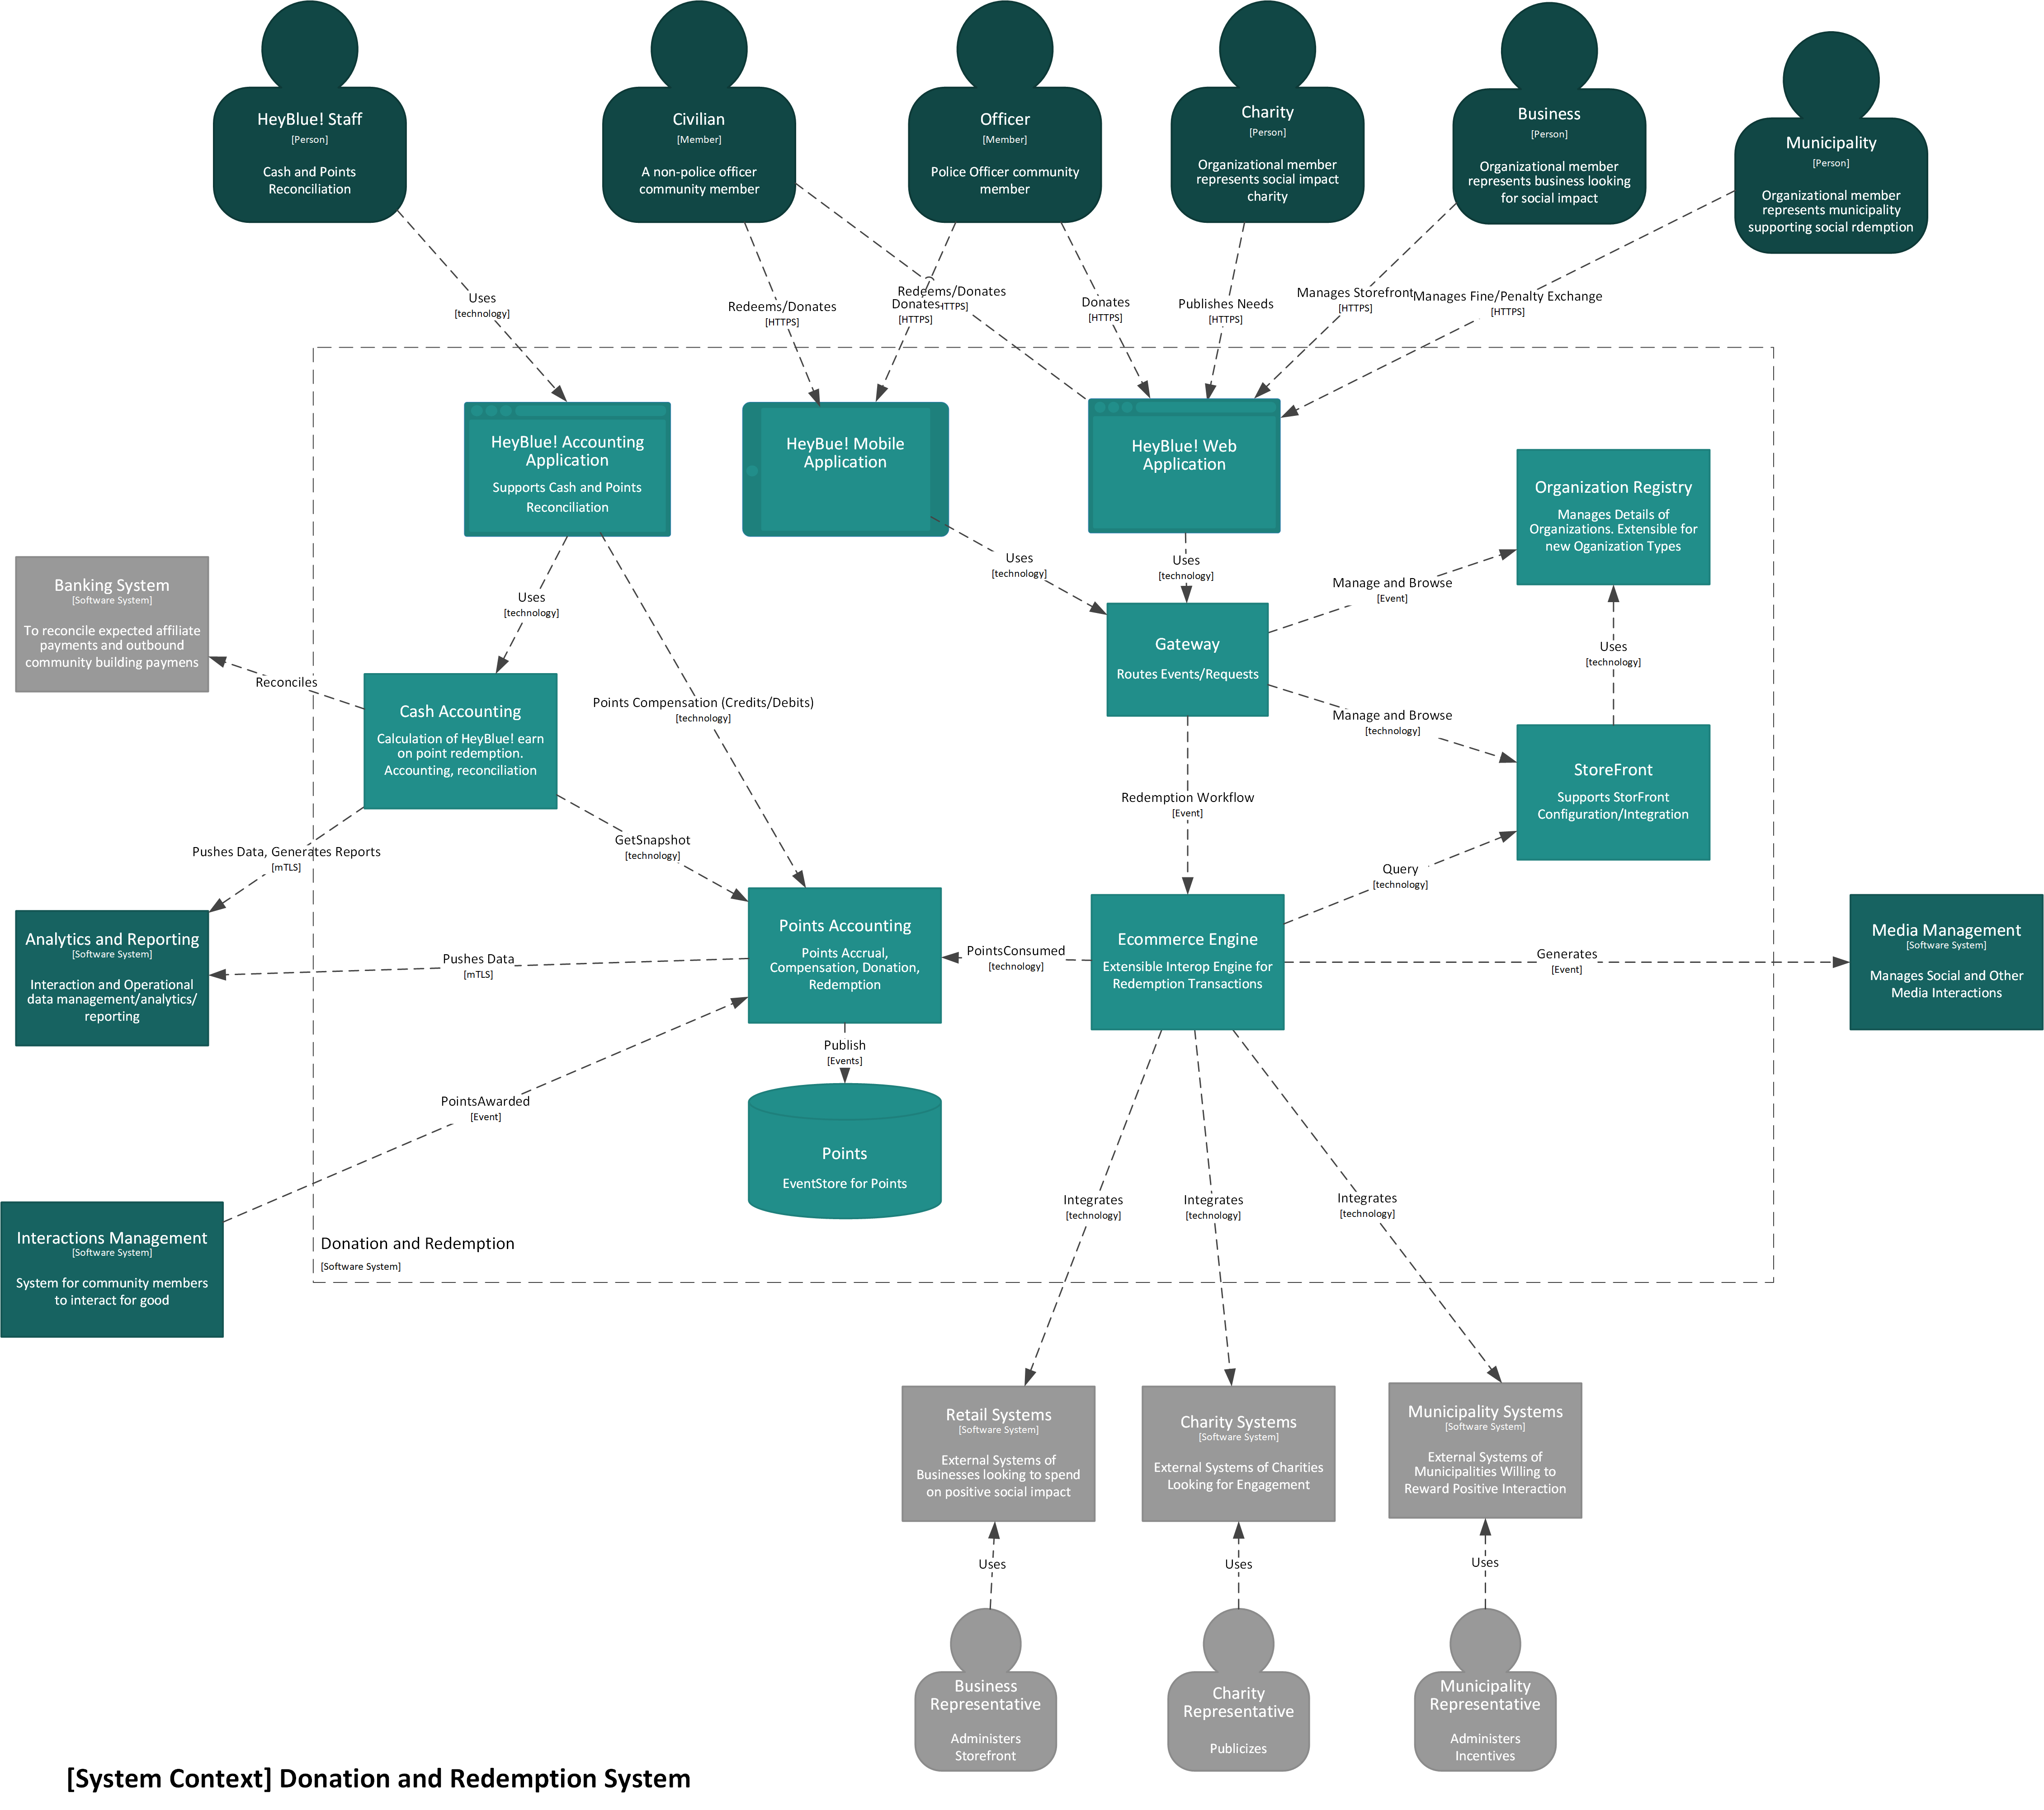 HeyBlue! Staff
[Person]
Cash and Points
Reconciliation
Civilian
[Member]
A non-police officer
community member
Officer
[Member]
Police Officer community
member
Charity
[Person]
Organizational member
represents social impact
charity
Business
[Person]
Organizational member
represents business looking
for social impact
Municipality
[Person]
Organizational member
represents municipality
supporting social rdemption
Uses
[technology]
Redeems/Donates
[HTTPS]
Redeems/Donates
[HTTPS]
Donates
[HTTPS]
Donates
[HTTPS]
Publishes Needs
[HTTPS]
Manages Storefront
[HTTPS]
Manages Fine/Penalty Exchange
[HTTPS]
HeyBlue! Accounting
Application
Supports Cash and Points
Reconciliation
HeyBue! Mobile
Application
HeyBlue! Web
Application
Organization Registry
Manages Details of
Organizations. Extensible for
new Oganization Types
Uses
[technology]
Uses
[technology]
Uses
[technology]
Manage and Browse
[Event]
Banking System
[Software System]
To reconcile expected affiliate
payments and outbound
community building paymens
Reconciles
Gateway
Routes Events/Requests
Uses
[technology]
Cash Accounting
Calculation of HeyBlue! earn
on point redemption.
Accounting, reconciliation
Points Compensation (Credits/Debits)
[technology]
Manage and Browse
[technology]
StoreFront
Supports StorFront
Configuration/Integration
Redemption Workflow
[Event]
Pushes Data, Generates Reports
[mTLS]
GetSnapshot
[technology]
Query
[technology]
Analytics and Reporting
[Software System]
Interaction and Operational
data management/analytics/
reporting
Pushes Data
[mTLS]
Points Accounting
Points Accrual,
Compensation, Donation,
Redemption
PointsConsumed
[technology]
Ecommerce Engine
Extensible Interop Engine for
Redemption Transactions
Generates
[Event]
Media Management
[Software System]
Manages Social and Other
Media Interactions
Publish
[Events]
PointsAwarded
[Event]
Points
EventStore for Points
Integrates
[technology]
Integrates
[technology]
Integrates
[technology]
Interactions Management
[Software System]
System for community members
to interact for good
Donation and Redemption
[Software System]
Retail Systems
[Software System]
External Systems of
Businesses looking to spend
on positive social impact
Charity Systems
[Software System]
External Systems of Charities
Looking for Engagement
Municipality Systems
[Software System]
External Systems of
Municipalities Willing to
Reward Positive Interaction
Uses
Uses
Uses
Business
Representative
Administers
Storefront
Charity
Representative
Publicizes
Municipality
Representative
Administers
Incentives
[System Context] Donation and Redemption System